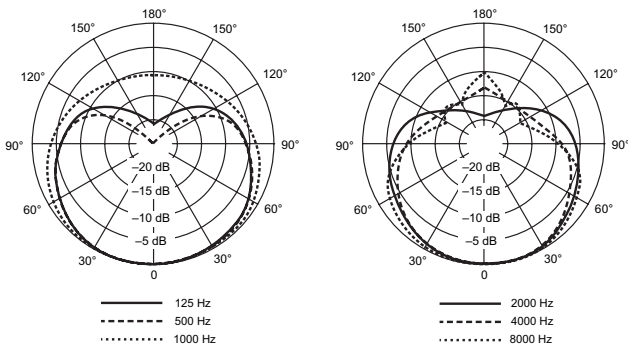 180°
150° 150°
120° 120°
90° 90°
–20 dB
–15 dB
60° 60°
–10 dB
–5 dB
30° 30°
0
125 Hz
500 Hz
1000 Hz
180°
150° 150°
120° 120°
90° 90°
–20 dB
–15 dB
60° 60°
–10 dB
–5 dB
30° 30°
0
2000 Hz
4000 Hz
8000 Hz